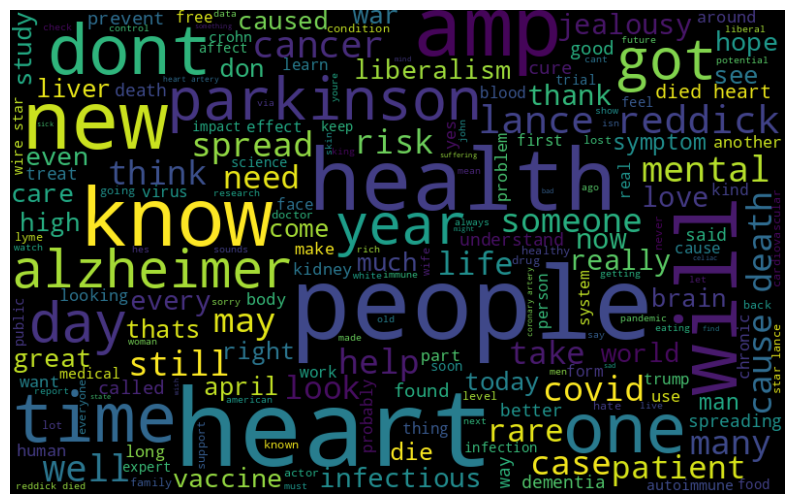 study prevent free data control crohn affect condition caused war amp jealousy around liberal
check dont cancer study hope future potential
don learn liberalism good cure got see
liver death impact effect keep via youre trial blood thank feel cant died heart
wire star new parkinson lance reddick
even spread risk yes john first isn lost show symptom another
treat think science need skin mean problem real mental
care going virus research face doctor health ago bad suffering love kind
high know come year someone now said never
lyme watch hes sounds make rich always might understand healthy drug cause
alzheimer kidney much wife life really will cause death cardiovascular
looking every sorry body white immune getting person system brain let celiac
public day thats may old people coronary artery pandemic say eating find back chronic
great woman made take world
want medical still right help part sad star lance
report everyone called april look work soon found today covid trump use man
time state lot american probably level better men form hate live spreading
human long heart thing next rare one many
well expert support known die infection way case patient
vaccine actor must infectious dementia autoimmune food
reddick died family